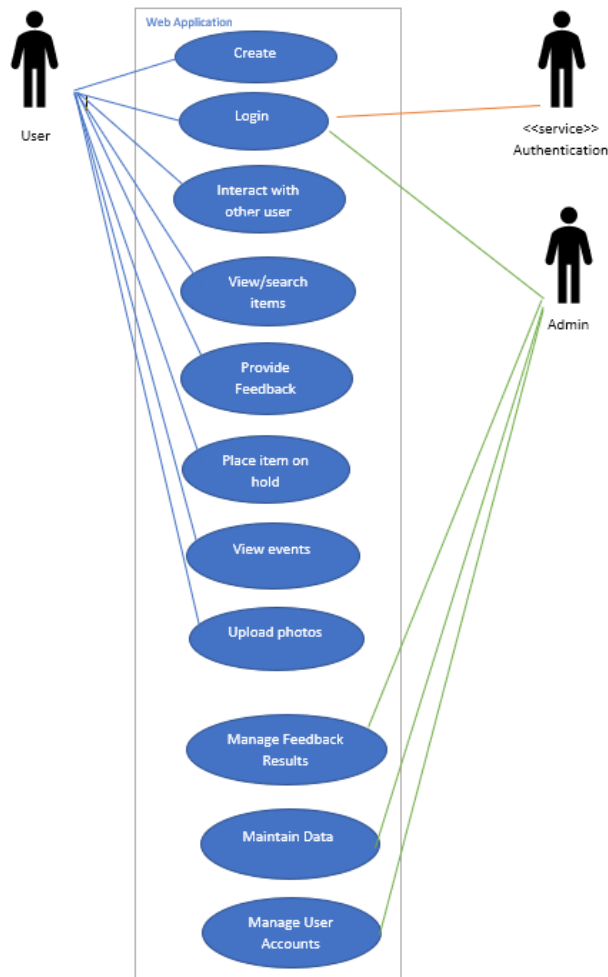 Web Application
Create
User
Login
<<service>>
Authentication
Interact with
other user
View/search
items
Admin
Provide
Feedback
Place item on
hold
View events
Upload photos
Manage Feedback
Results
Maintain Data
Manage User
Accounts